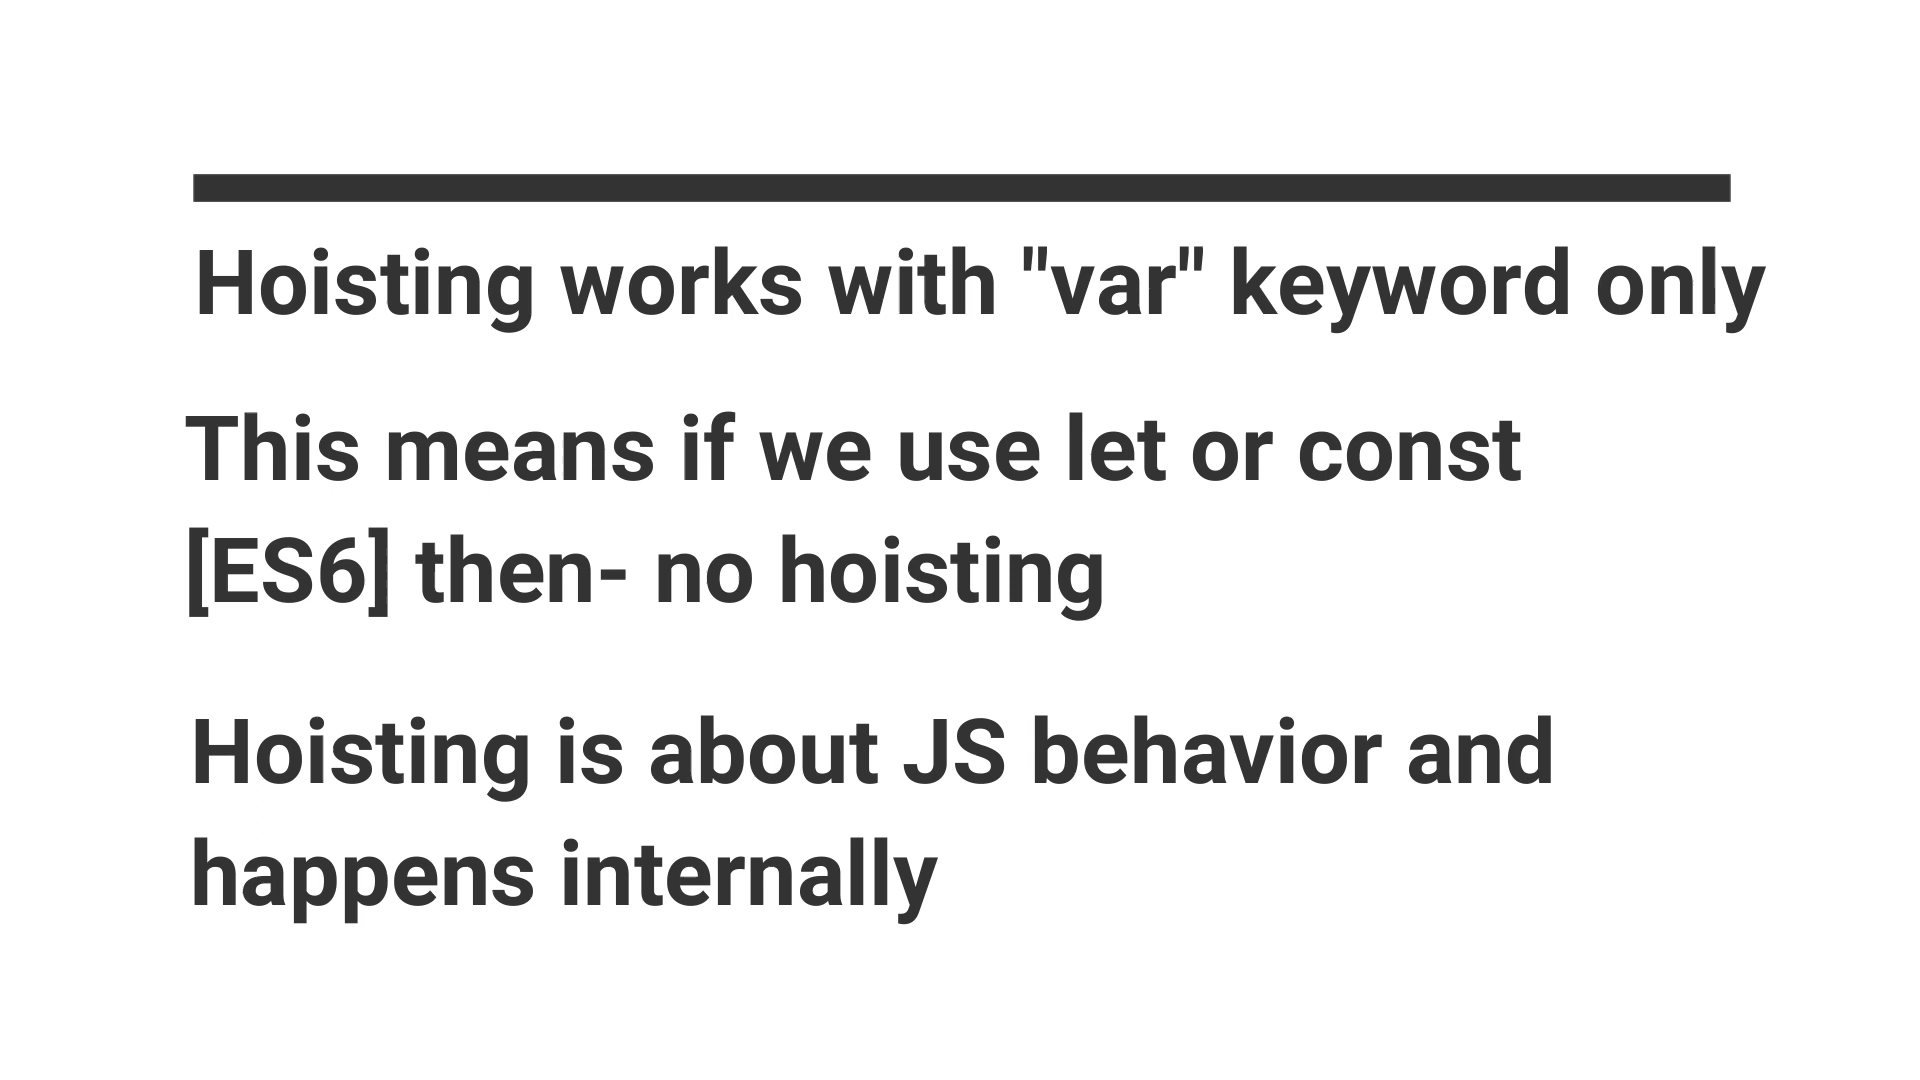 Hoisting works with "var" keyword only
This means if we use let or const
[ES6] then- no hoisting
Hoisting is about JS behavior and
happens internally